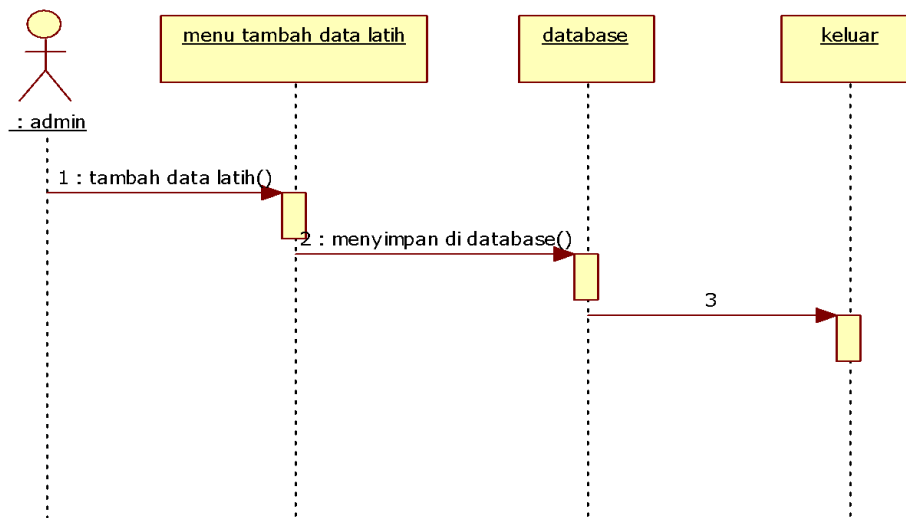 menu tambah data latih
database
keluar
: admin
1 : tambah data latih()
2 : menyimpan di database()
3